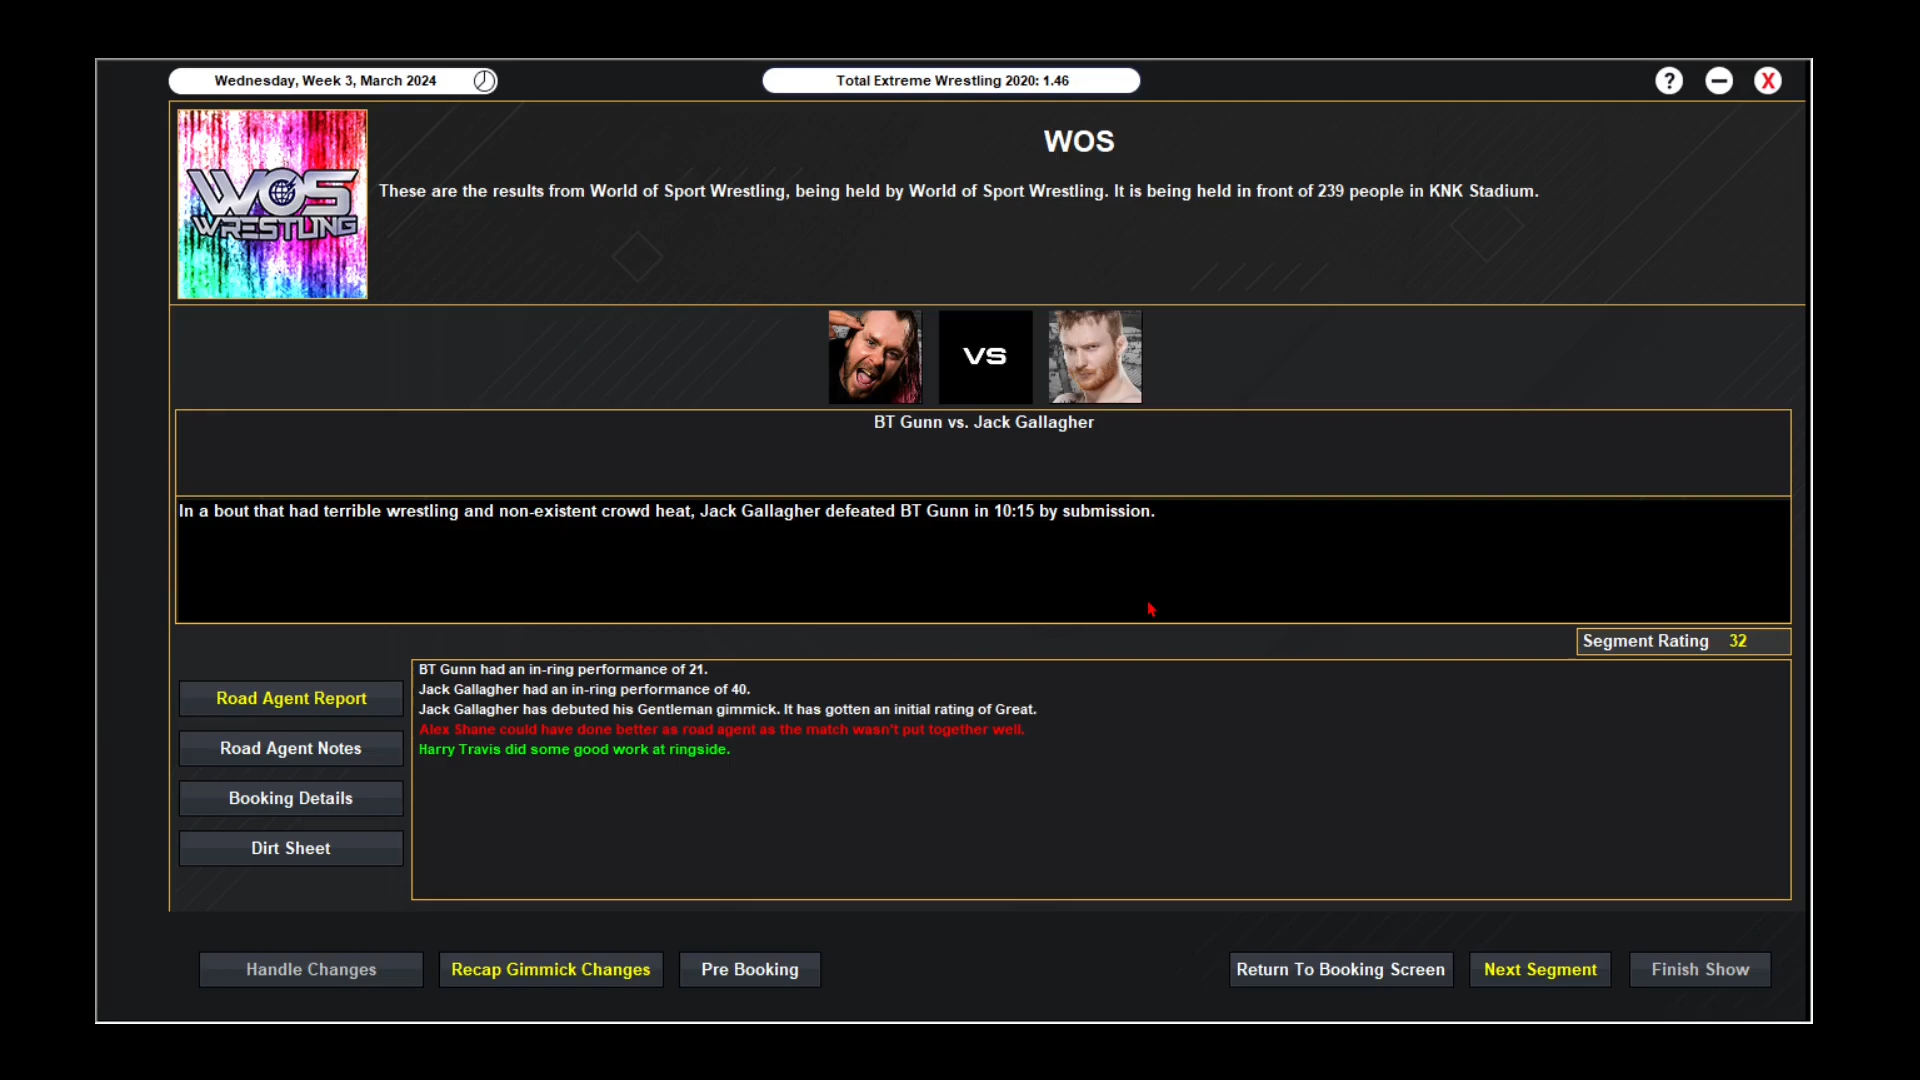 Wednesday, Week 3, March 2024
Total Extreme Wrestling 2020: 1.46
?
X
WOS
WOS
WRESTLING
These are the results from World of Sport Wrestling, being held by World of Sport Wrestling. It is being held in front of 239 people in KNK Stadium.
VS
BT Gunn vs. Jack Gallagher
In a bout that had terrible wrestling and non-existent crowd heat, Jack Gallagher defeated BT Gunn in 10:15 by submission.
Segment Rating 32
Road Agent Report
Road Agent Notes
Booking Details
Dirt Sheet
BT Gunn had an in-ring performance of 21.
Jack Gallagher had an in-ring performance of 40.
Jack Gallagher has debuted his Gentleman gimmick. It has gotten an initial rating of Great.
Alex Shane could have done better as road agent as the match wasn't put together well.
Harry Travis did some good work at ringside.
Handle Changes
Recap Gimmick Changes
Pre Booking
Return To Booking Screen
Next Segment
Finish Show